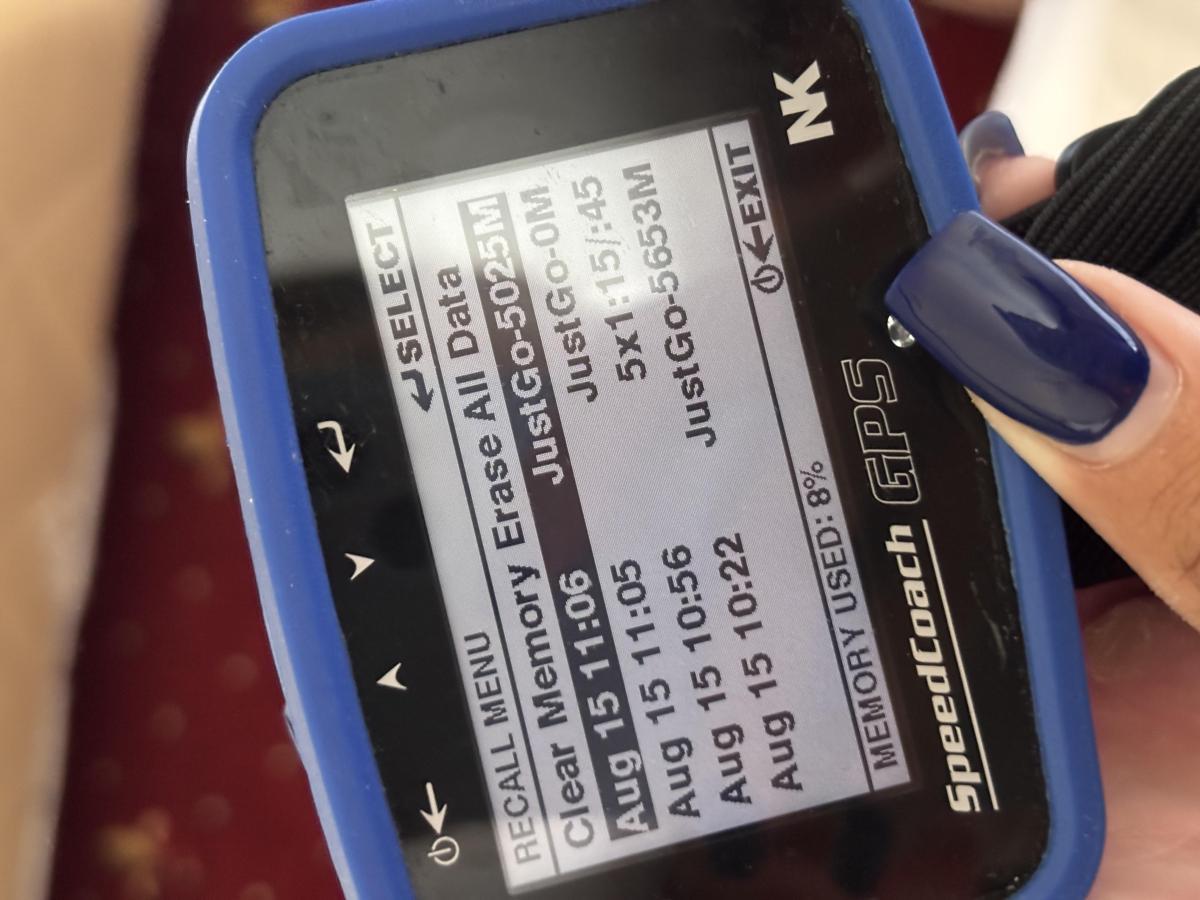 RECALL MENU ↵SELECT
Clear Memory Erase All Data
Aug 15 11:06 JustGo-5025M
Aug 15 11:05 JustGo-0M
Aug 15 10:56 5x1:15/:45
Aug 15 10:22 JustGo-5653M
MEMORY USED: 8% ⏻←EXIT
SpeedCoach GPS NK